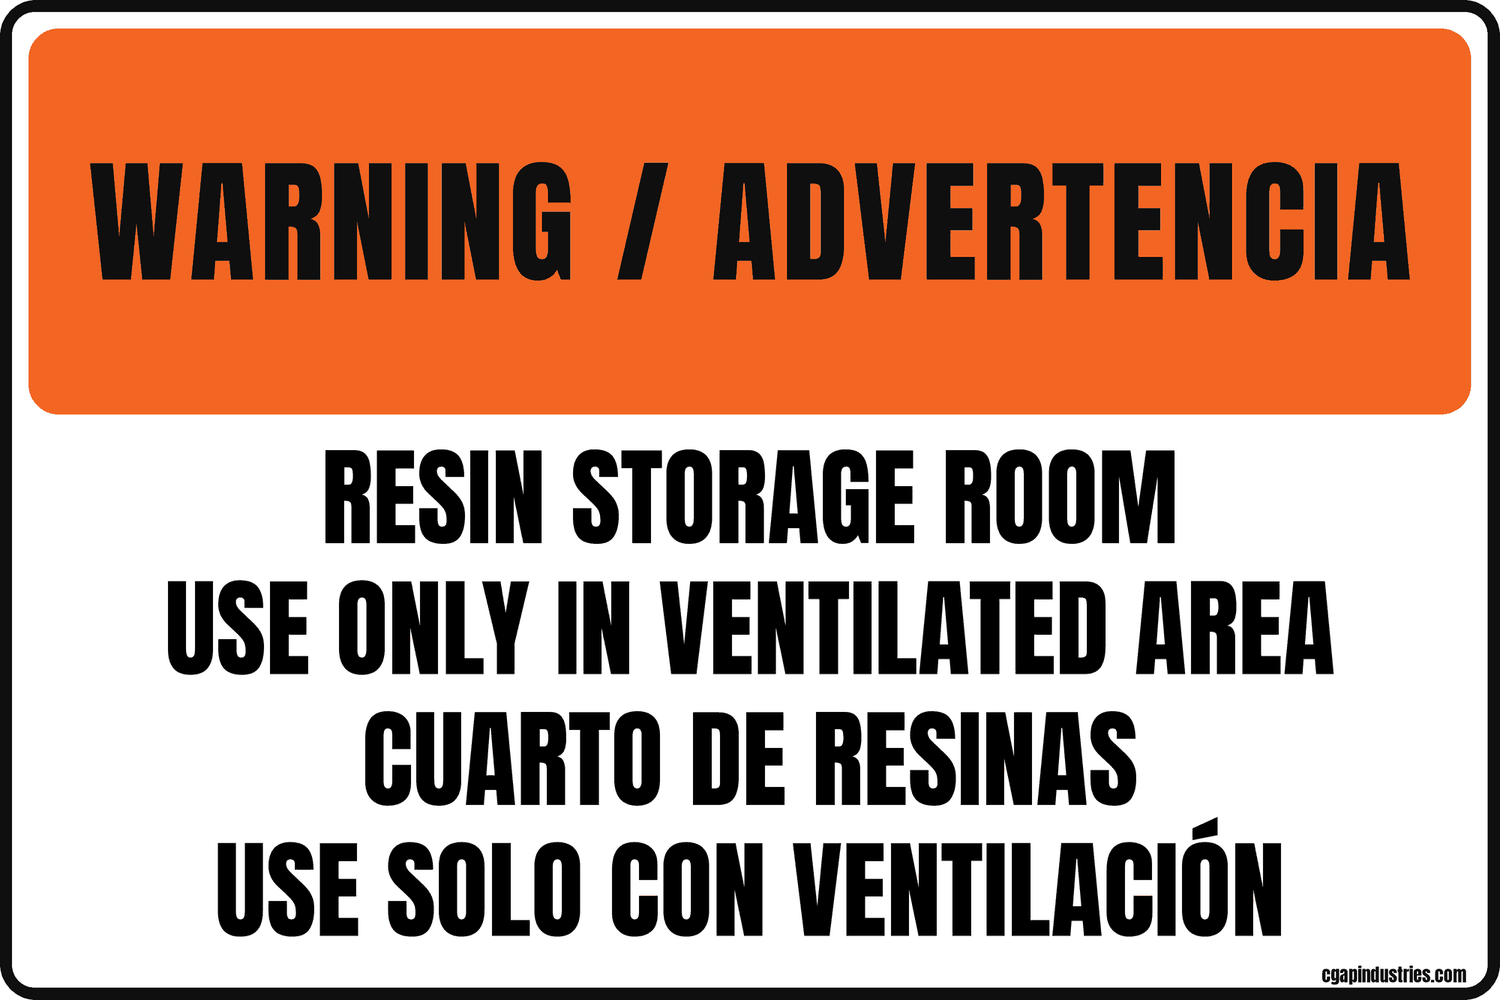 WARNING / ADVERTENCIA
RESIN STORAGE ROOM
USE ONLY IN VENTILATED AREA
CUARTO DE RESINAS
USE SOLO CON VENTILACIÓN
cgapindustries.com